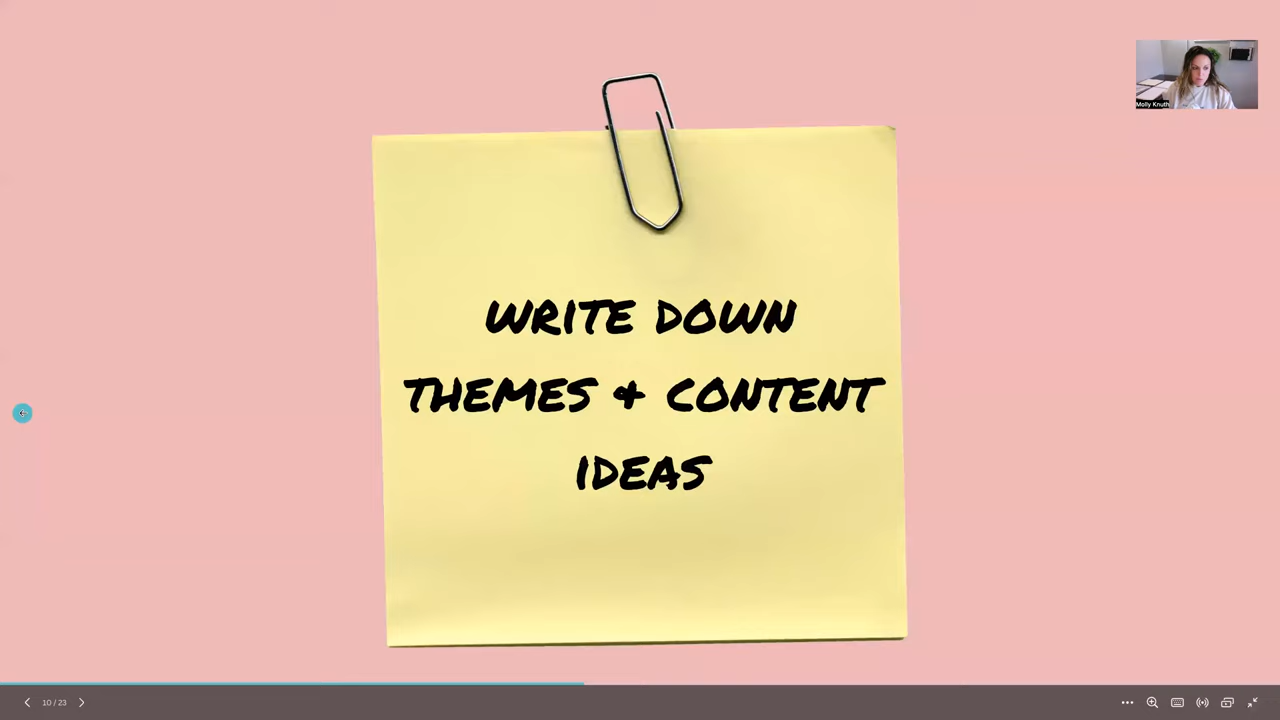 Molly Knuth
WRITE DOWN
THEMES & CONTENT
IDEAS
10 / 23